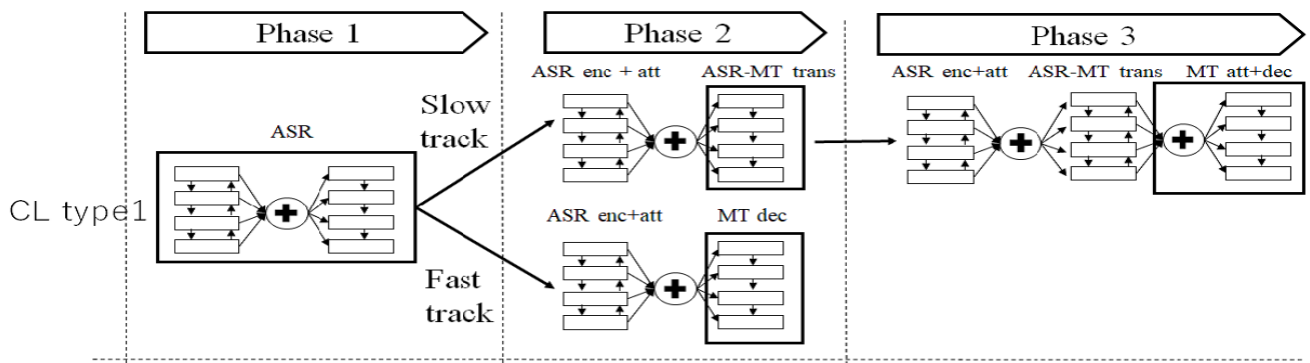 Phase 1
Phase 2
Phase 3
ASR enc + att
ASR-MT trans
ASR enc+att
ASR-MT trans
MT att+dec
Slow
track
ASR
CL type1
ASR enc+att
MT dec
Fast
track